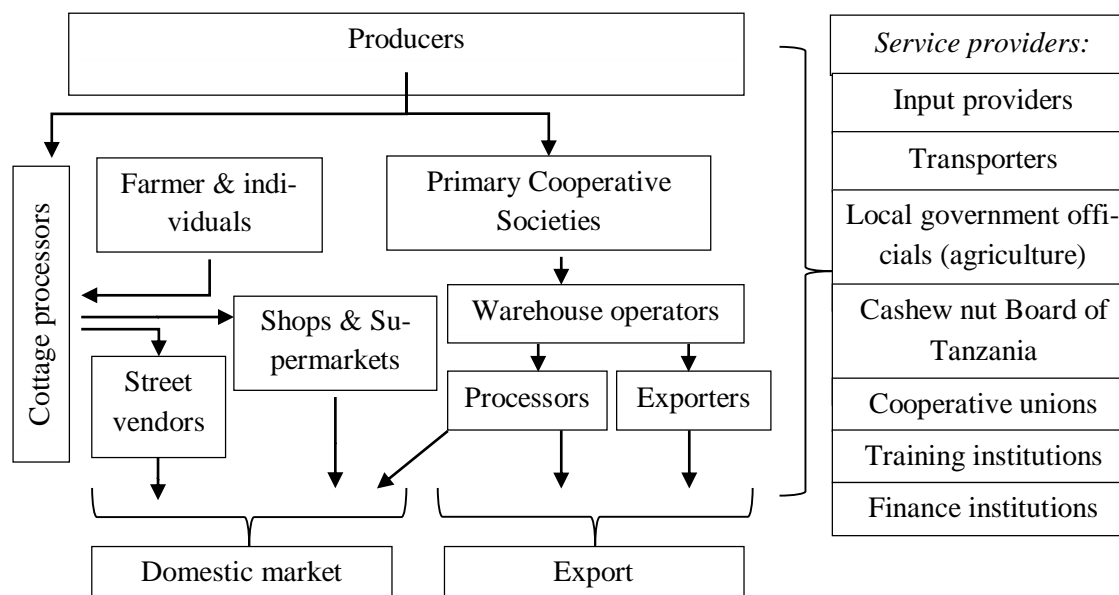 Producers
Service providers:
Input providers
Transporters
Local government offi-
cials (agriculture)
Cashew nut Board of
Tanzania
Cooperative unions
Training institutions
Finance institutions
Cottage processors
Farmer & indi-
viduals
Primary Cooperative
Societies
Shops & Su-
permarkets
Warehouse operators
Street
vendors
Processors
Exporters
Domestic market
Export